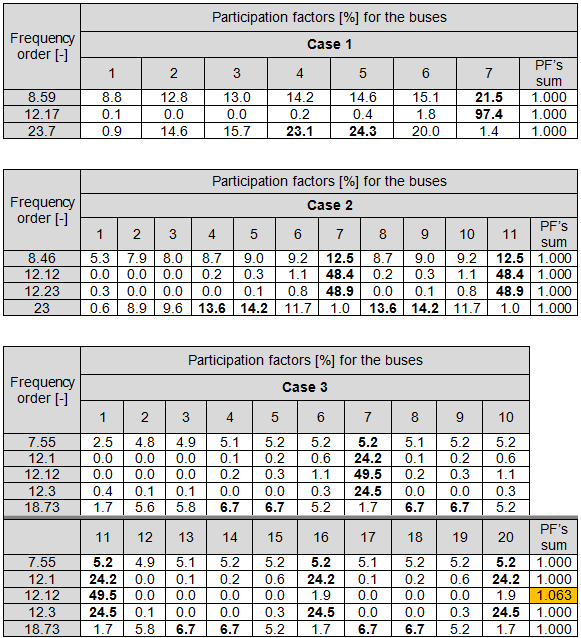 Participation factors [%] for the buses
Frequency order [-]
Case 1
1 2 3 4 5 6 7 PF's sum
8.59 8.8 12.8 13.0 14.2 14.6 15.1 21.5 1.000
12.17 0.1 0.0 0.0 0.2 0.4 1.8 97.4 1.000
23.7 0.9 14.6 15.7 23.1 24.3 20.0 1.4 1.000
Participation factors [%] for the buses
Frequency order [-]
Case 2
1 2 3 4 5 6 7 8 9 10 11 PF's sum
8.46 5.3 7.9 8.0 8.7 9.0 9.2 12.5 8.7 9.0 9.2 12.5 1.000
12.12 0.0 0.0 0.0 0.2 0.3 1.1 48.4 0.2 0.3 1.1 48.4 1.000
12.23 0.3 0.0 0.0 0.0 0.1 0.8 48.9 0.0 0.1 0.8 48.9 1.000
23 0.6 8.9 9.6 13.6 14.2 11.7 1.0 13.6 14.2 11.7 1.0 1.000
Participation factors [%] for the buses
Frequency order [-]
Case 3
1 2 3 4 5 6 7 8 9 10
7.55 2.5 4.8 4.9 5.1 5.2 5.2 5.2 5.1 5.2 5.2
12.1 0.0 0.0 0.0 0.1 0.2 0.6 24.2 0.1 0.2 0.6
12.12 0.0 0.0 0.0 0.2 0.3 1.1 49.5 0.2 0.3 1.1
12.3 0.4 0.1 0.1 0.0 0.0 0.3 24.5 0.0 0.0 0.3
18.73 1.7 5.6 5.8 6.7 6.7 5.2 1.7 6.7 6.7 5.2
11 12 13 14 15 16 17 18 19 20 PF's sum
7.55 5.2 4.9 5.1 5.2 5.2 5.2 5.1 5.2 5.2 5.2 1.000
12.1 24.2 0.0 0.1 0.2 0.6 24.2 0.1 0.2 0.6 24.2 1.000
12.12 49.5 0.0 0.0 0.0 0.0 1.9 0.0 0.0 0.0 1.9 1.063
12.3 24.5 0.1 0.0 0.0 0.3 24.5 0.0 0.0 0.3 24.5 1.000
18.73 1.7 5.8 6.7 6.7 5.2 1.7 6.7 6.7 5.2 1.7 1.000